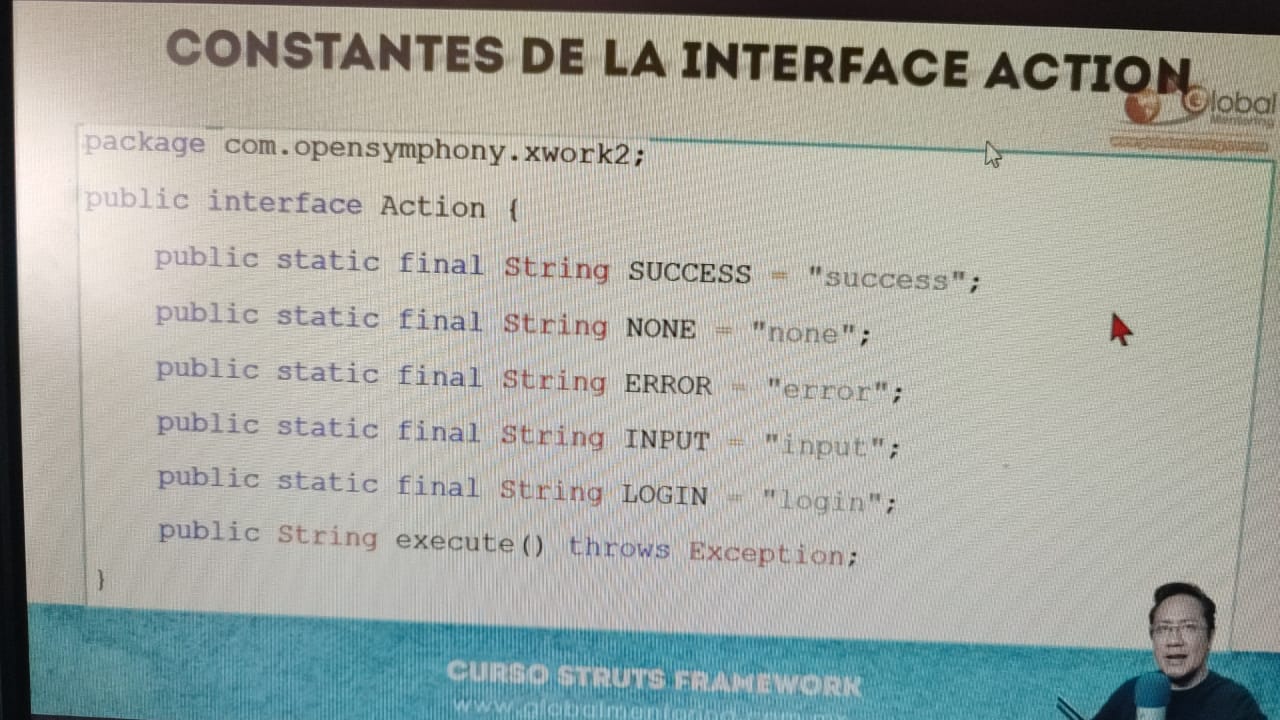 CONSTANTES DE LA INTERFACE ACTION
Global
package com.opensymphony.xwork2;
public interface Action {
public static final String SUCCESS = "success";
public static final String NONE = "none";
public static final String ERROR = "error";
public static final String INPUT = "input";
public static final String LOGIN = "login";
public String execute() throws Exception;
}
CURSO STRUTS FRAMEWORK